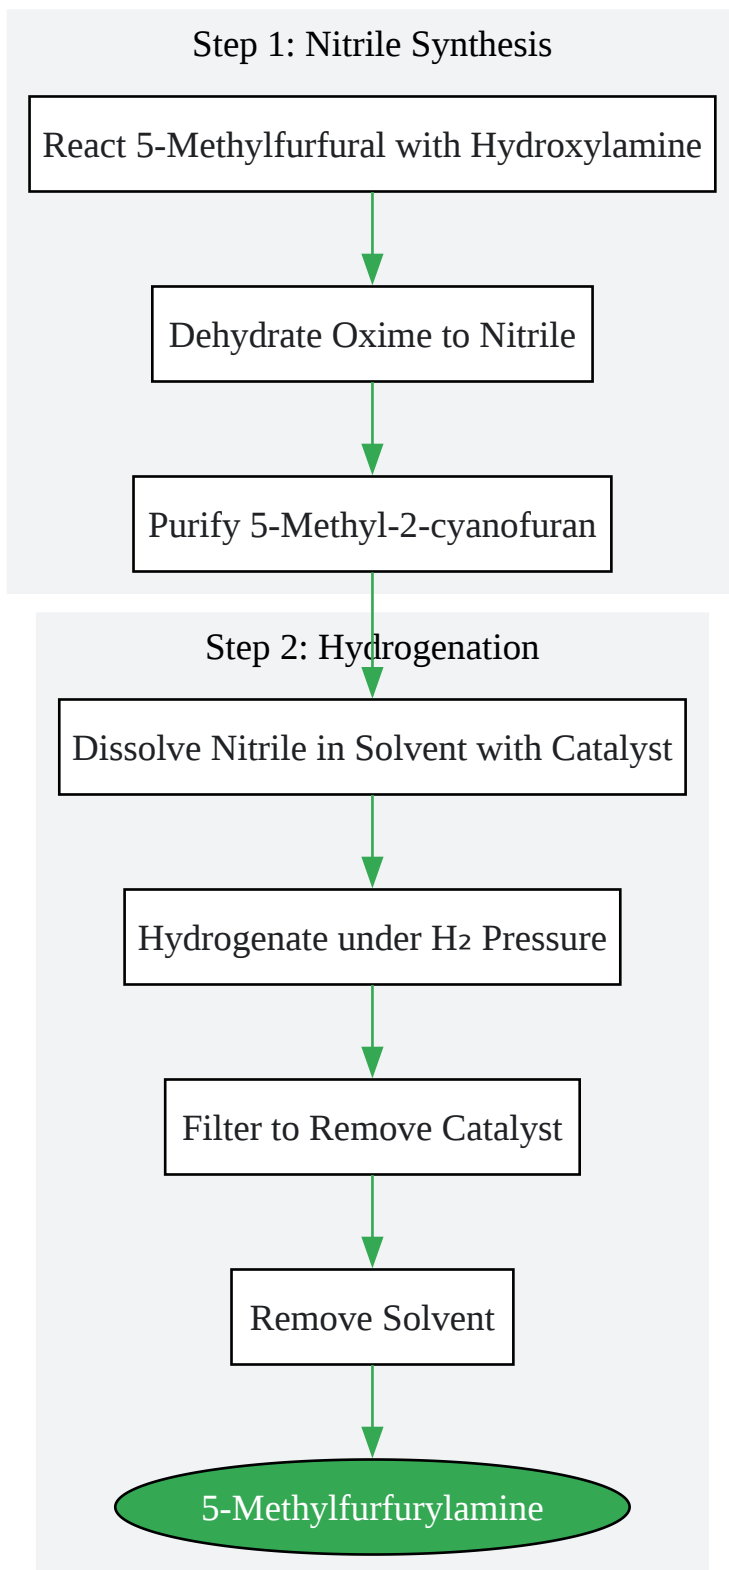 Step 1: Nitrile Synthesis
React 5-Methylfurfural with Hydroxylamine
Dehydrate Oxime to Nitrile
Purify 5-Methyl-2-cyanofuran
Step 2: Hydrogenation
Dissolve Nitrile in Solvent with Catalyst
Hydrogenate under H₂ Pressure
Filter to Remove Catalyst
Remove Solvent
5-Methylfurfurylamine